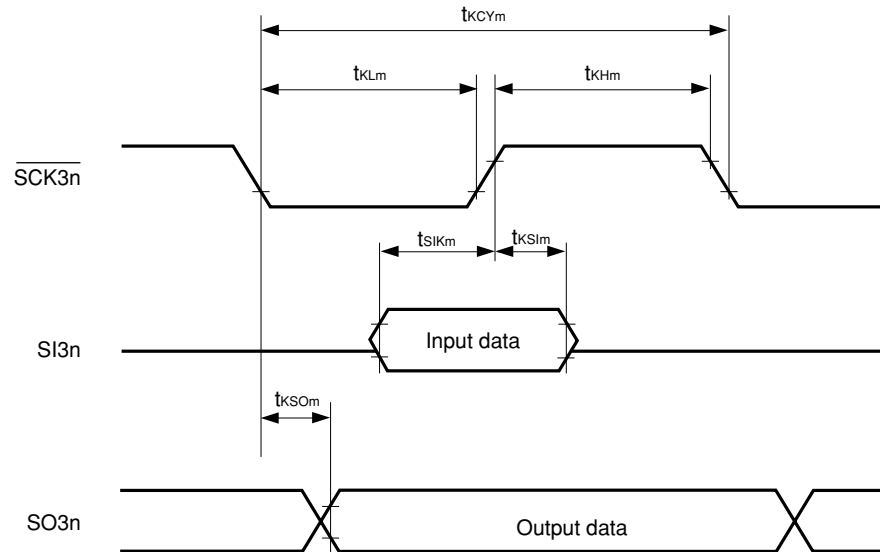 tKCYm
tKLm
tKHm
SCK3n
tSIKm
tKSIm
SI3n
Input data
tKSOm
SO3n
Output data